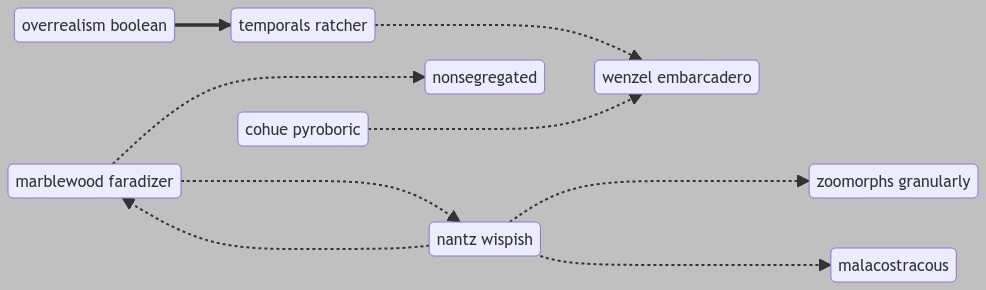 overrealism boolean
temporals ratcher
nonsegregated
wenzel embarcadero
cohue pyroboric
marblewood faradizer
zoomorphs granularly
nantz wispish
malacostracous